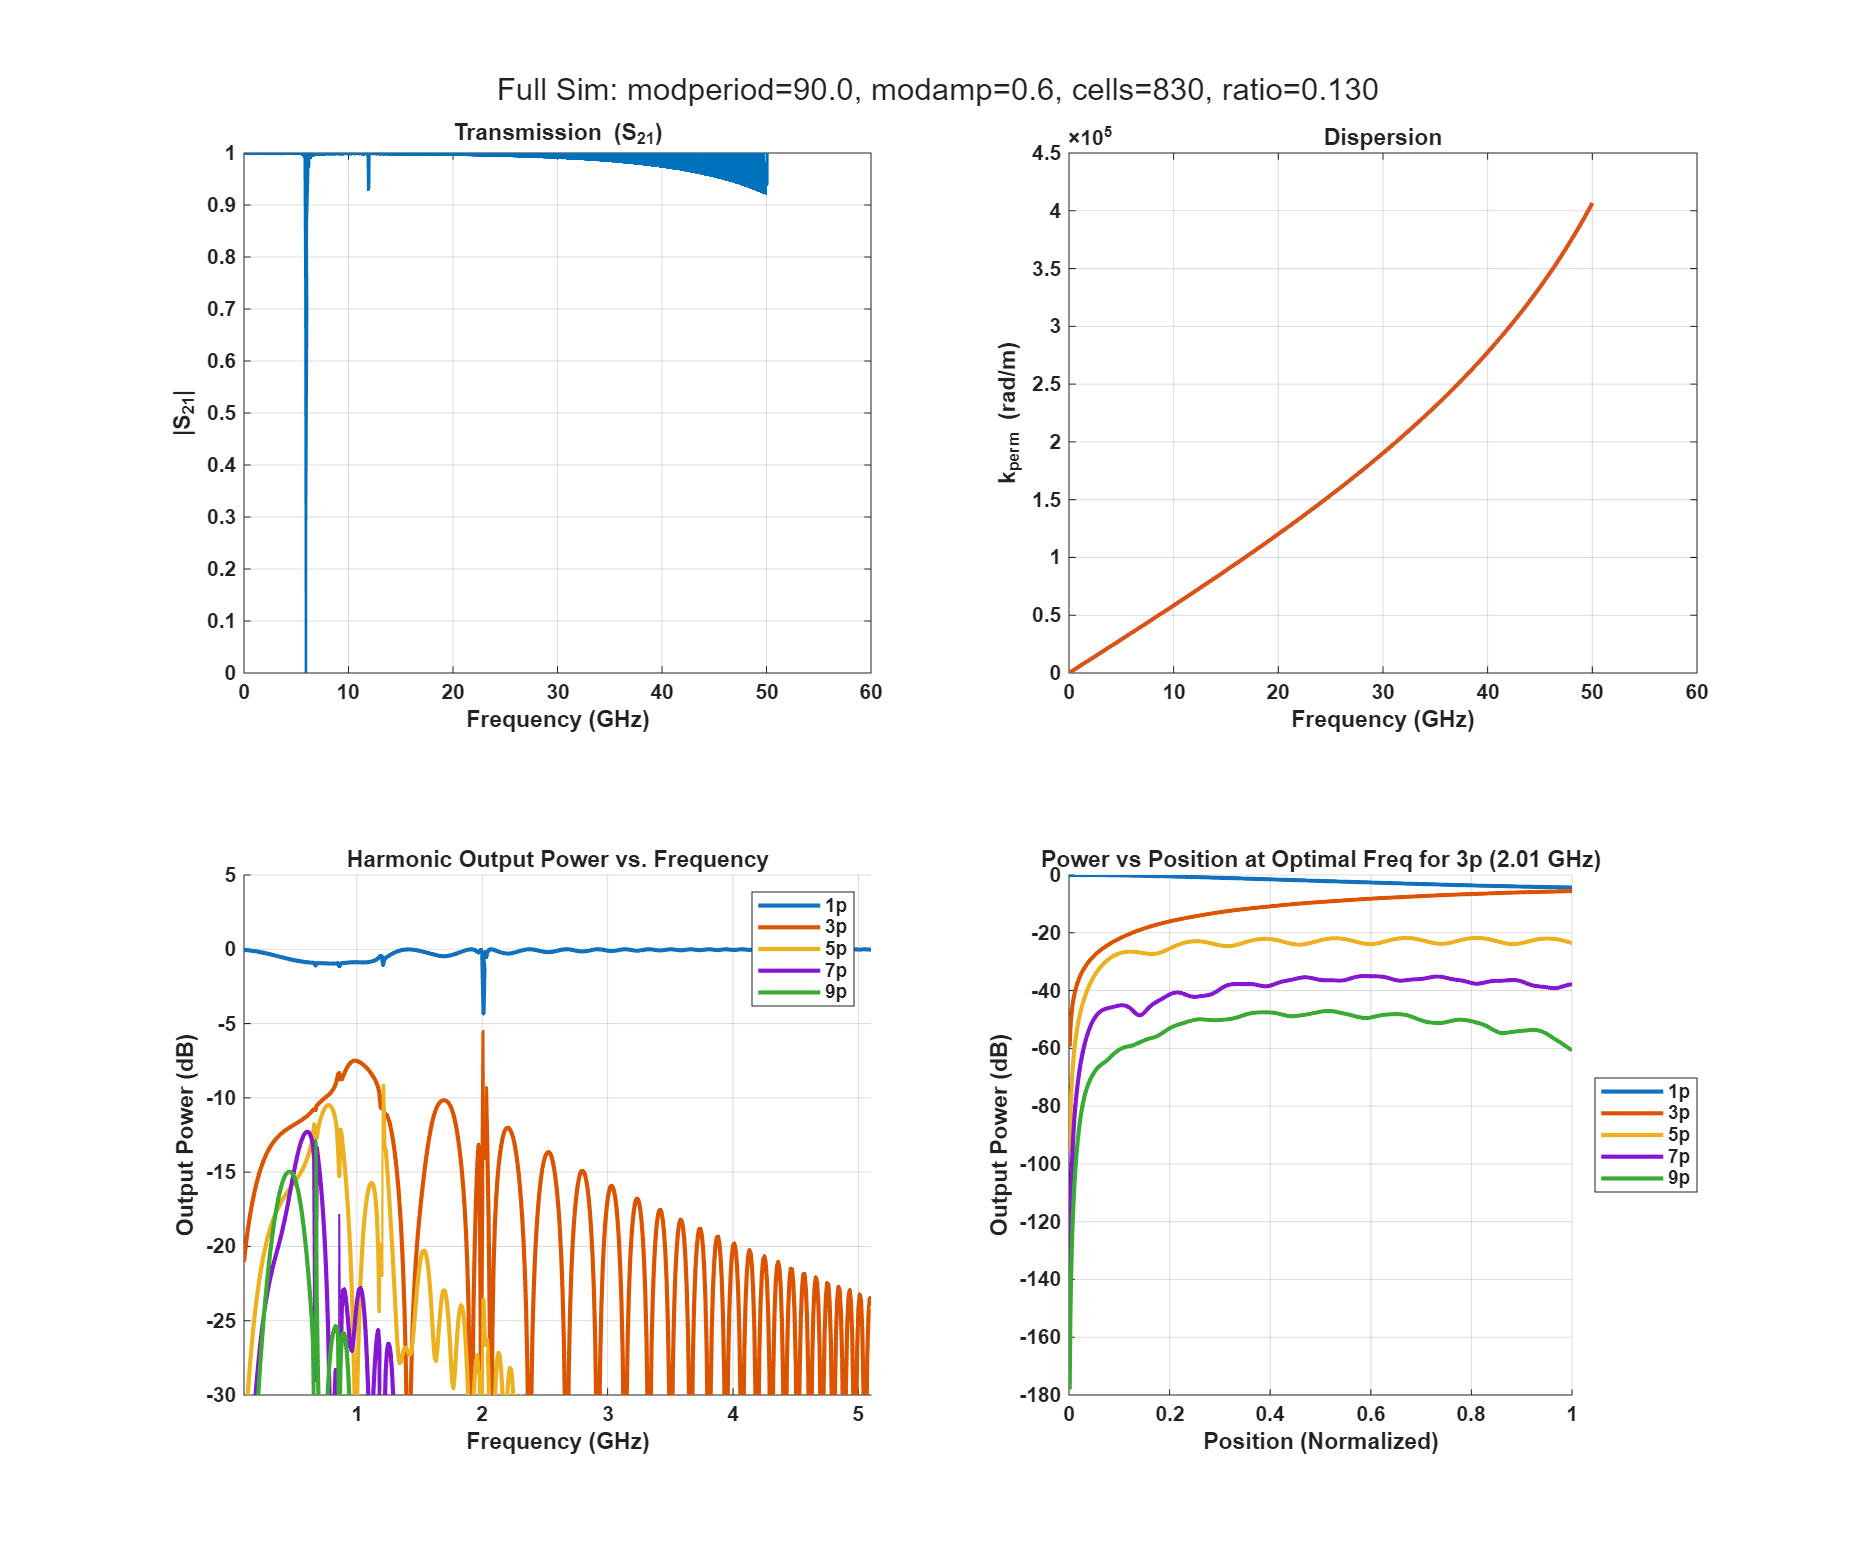 Full Sim: modperiod=90.0, modamp=0.6, cells=830, ratio=0.130
Transmission (S21)
1
0.9
0.8
0.7
0.6
0.5
0.4
0.3
0.2
0.1
0
|S21|
0 10 20 30 40 50 60
Frequency (GHz)
×10^5
Dispersion
4.5
4
3.5
3
2.5
2
1.5
1
0.5
0
kperm (rad/m)
0 10 20 30 40 50 60
Frequency (GHz)
Harmonic Output Power vs. Frequency
5
0
-5
-10
-15
-20
-25
-30
Output Power (dB)
1p
3p
5p
7p
9p
1 2 3 4 5
Frequency (GHz)
Power vs Position at Optimal Freq for 3p (2.01 GHz)
0
-20
-40
-60
-80
-100
-120
-140
-160
-180
Output Power (dB)
0 0.2 0.4 0.6 0.8 1
Position (Normalized)
1p
3p
5p
7p
9p